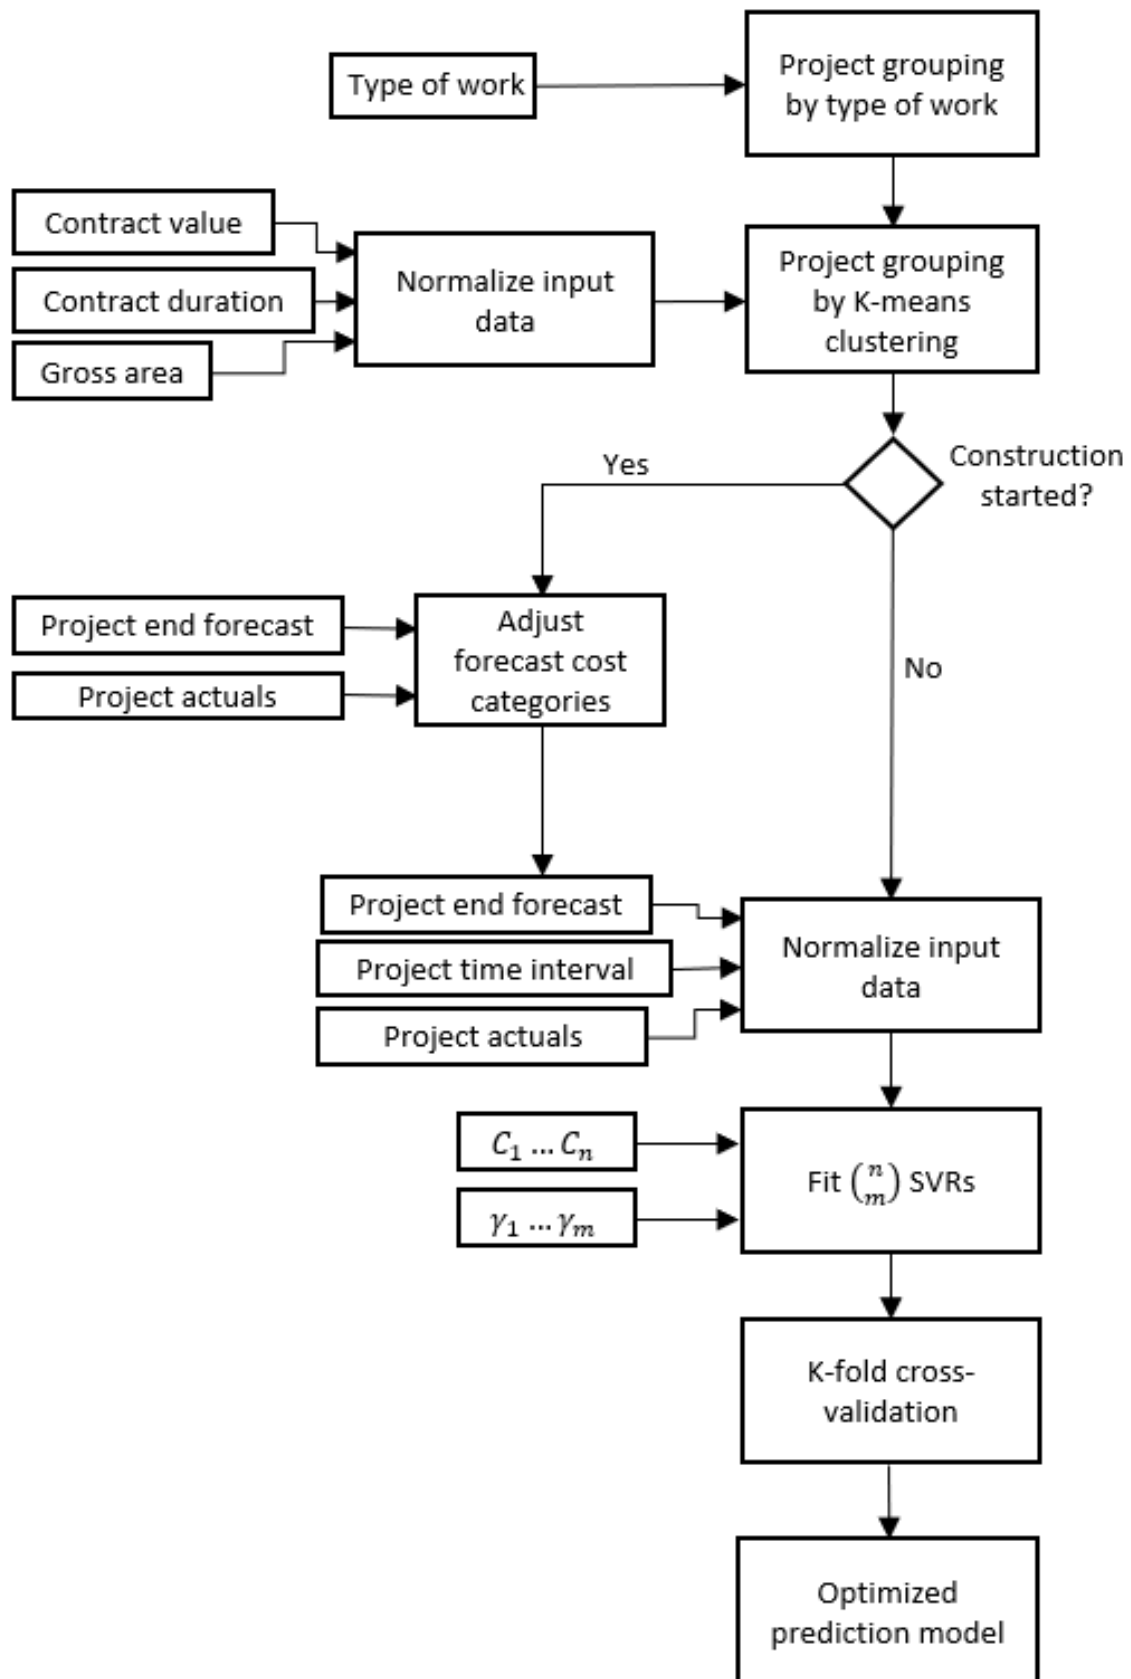 Type of work
Project grouping
by type of work
Contract value
Contract duration
Gross area
Normalize input
data
Project grouping
by K-means
clustering
Construction
started?
Yes
No
Project end forecast
Project actuals
Adjust
forecast cost
categories
Project end forecast
Project time interval
Project actuals
Normalize input
data
C₁ ... Cₙ
γ₁ ... γₘ
Fit (ⁿₘ) SVRs
K-fold cross-
validation
Optimized
prediction model